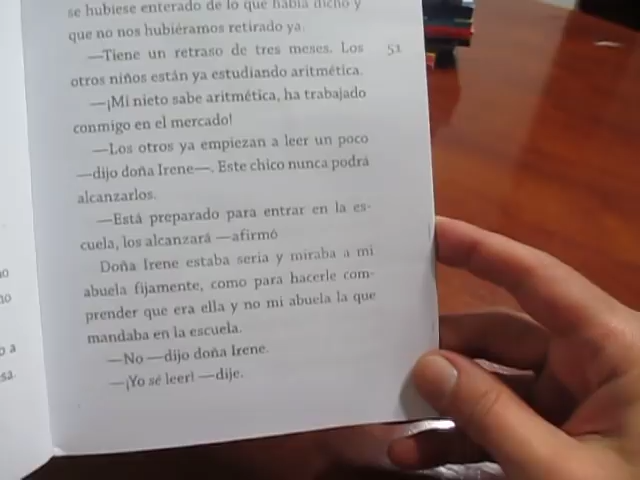 se hubiese enterado de lo que había dicho y
que no nos hubiéramos retirado ya.
—Tiene un retraso de tres meses. Los
otros niños están ya estudiando aritmética.
—¡Mi nieto sabe aritmética, ha trabajado
conmigo en el mercado!
—Los otros ya empiezan a leer un poco
—dijo doña Irene—. Este chico nunca podrá
alcanzarlos.
—Está preparado para entrar en la es-
cuela, los alcanzará —afirmó
Doña Irene estaba seria y miraba a mi
abuela fijamente, como para hacerle com-
prender que era ella y no mi abuela la que
mandaba en la escuela.
—No —dijo doña Irene.
—¡Yo sé leer! —dije.
51